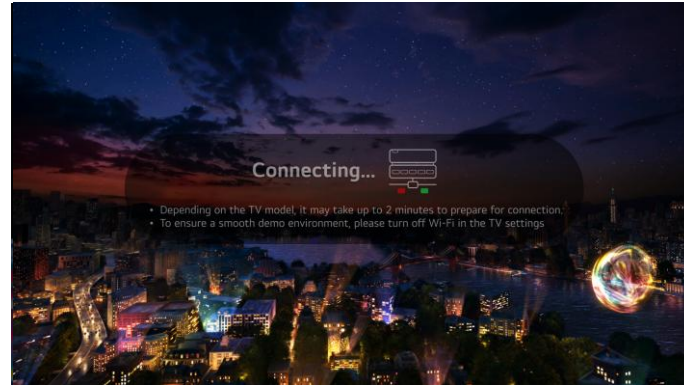 Connecting...
• Depending on the TV model, it may take up to 2 minutes to prepare for connection.
• To ensure a smooth demo environment, please turn off Wi-Fi in the TV settings